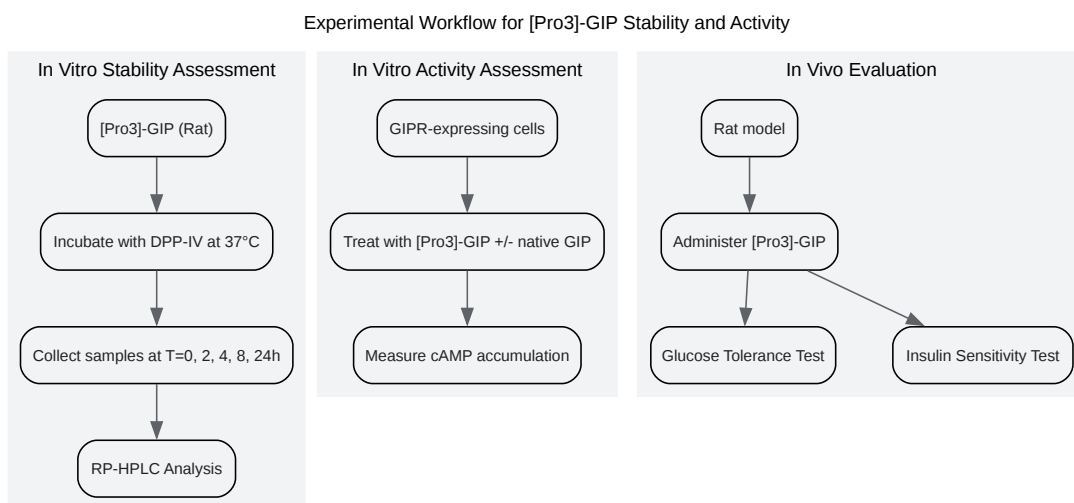 Experimental Workflow for [Pro3]-GIP Stability and Activity
In Vitro Stability Assessment
[Pro3]-GIP (Rat)
Incubate with DPP-IV at 37°C
Collect samples at T=0, 2, 4, 8, 24h
RP-HPLC Analysis
In Vitro Activity Assessment
GIPR-expressing cells
Treat with [Pro3]-GIP +/- native GIP
Measure cAMP accumulation
In Vivo Evaluation
Rat model
Administer [Pro3]-GIP
Glucose Tolerance Test
Insulin Sensitivity Test